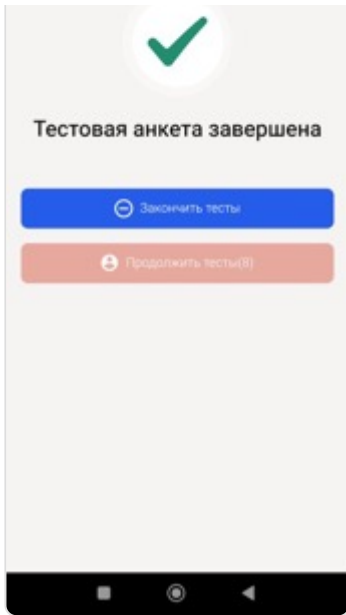 Тестовая анкета завершена
Закончить тесты
Продолжить тесты(8)